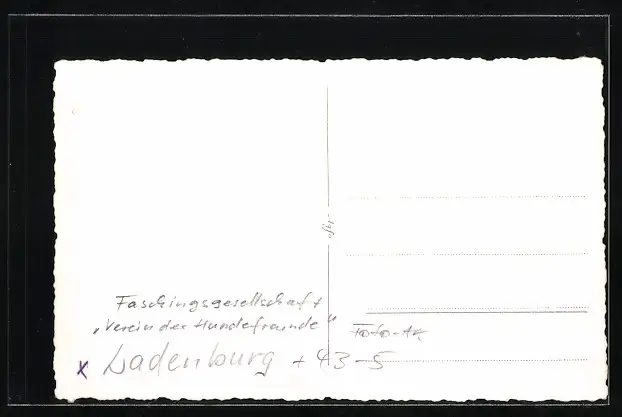 Faschingsgesellschaft
„Verein der Hundefreunde"
Foto-AK
x Ladenburg + 43-5